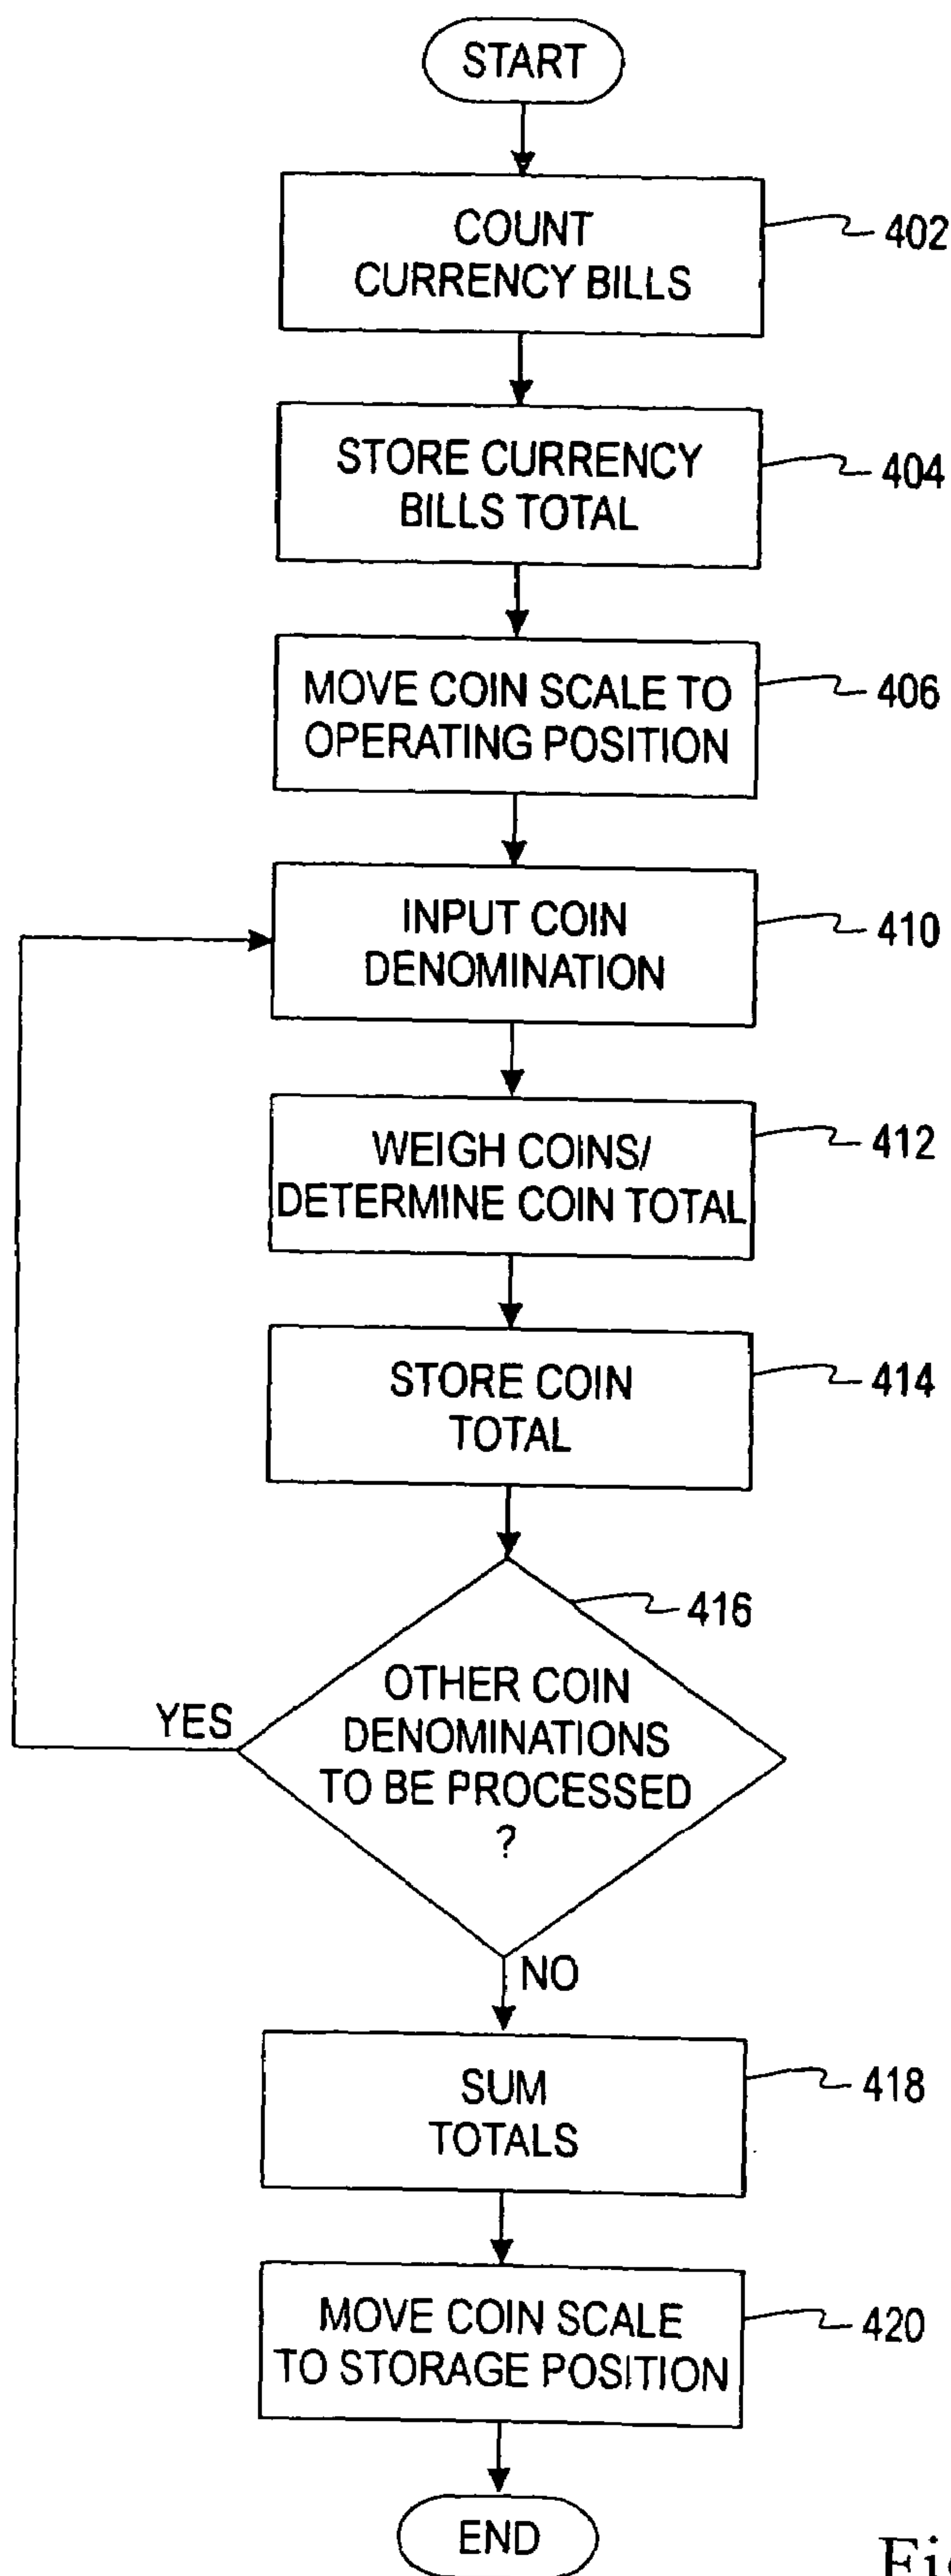 START
COUNT
CURRENCY BILLS
402
STORE CURRENCY
BILLS TOTAL
404
MOVE COIN SCALE TO
OPERATING POSITION
406
INPUT COIN
DENOMINATION
410
WEIGH COINS/
DETERMINE COIN TOTAL
412
STORE COIN
TOTAL
414
416
OTHER COIN
DENOMINATIONS
TO BE PROCESSED
?
YES
NO
SUM
TOTALS
418
MOVE COIN SCALE
TO STORAGE POSITION
420
END